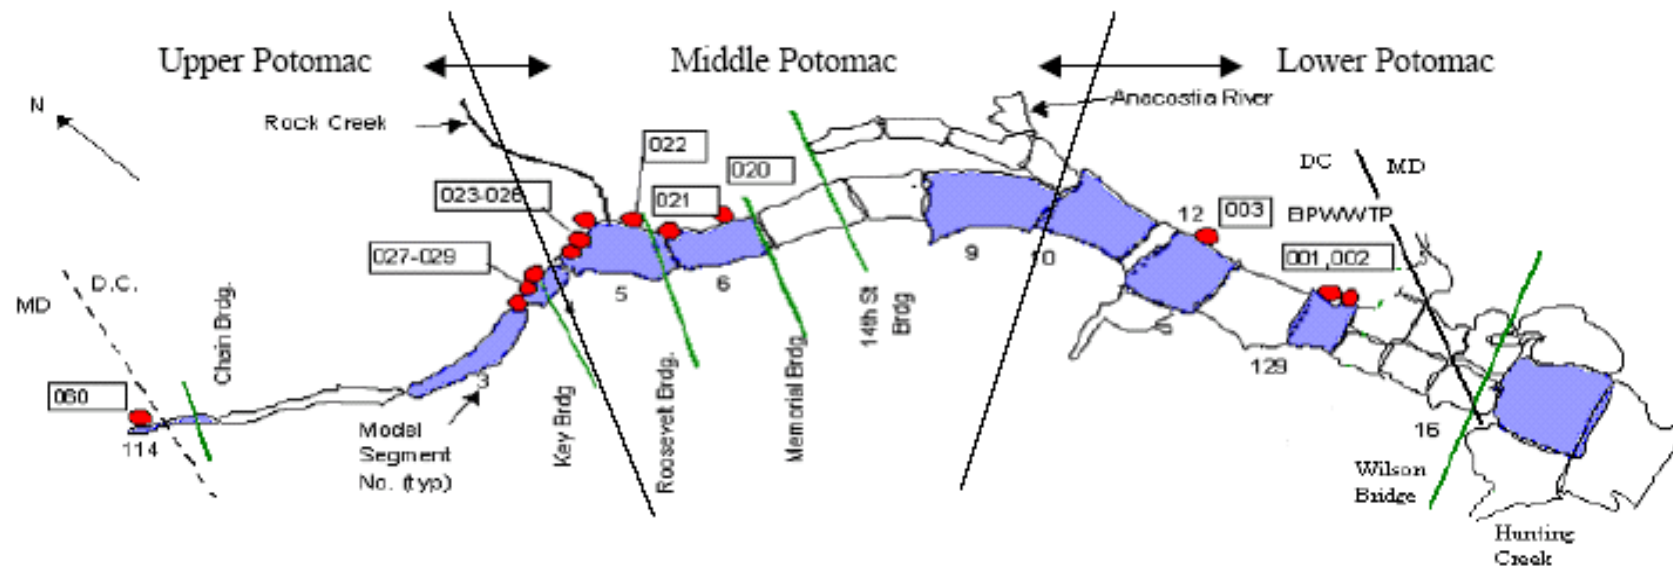 Upper Potomac
Middle Potomac
Lower Potomac
N
Rock Creek
Anacostia River
022
020
023-026
021
DC
MD
12
003
BPWWTP
027-029
001,002
MD
D.C.
Chain Brdg.
5
6
9
10
14th St
Brdg
3
4
129
060
114
Model
Segment
No. (typ)
Key Brdg
Roosevelt Brdg.
Memorial Brdg.
16
Wilson
Bridge
Hunting
Creek